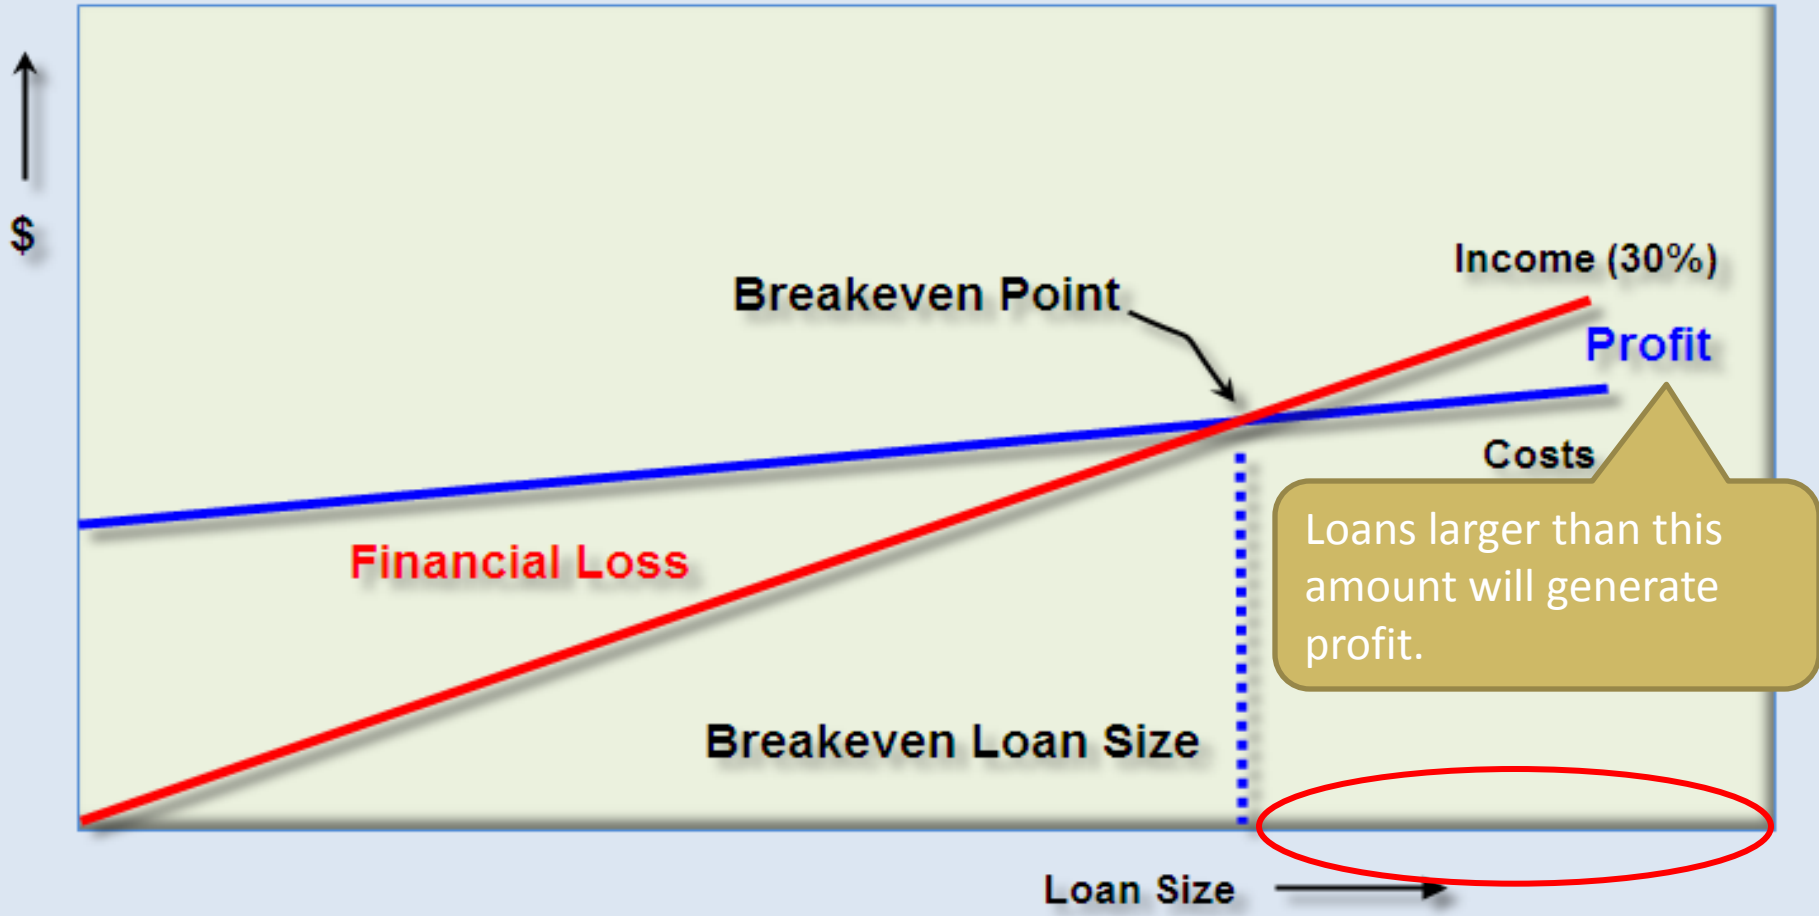 $
Income (30%)
Breakeven Point
Profit
Costs
Loans larger than this
amount will generate
profit.
Financial Loss
Breakeven Loan Size
Loan Size